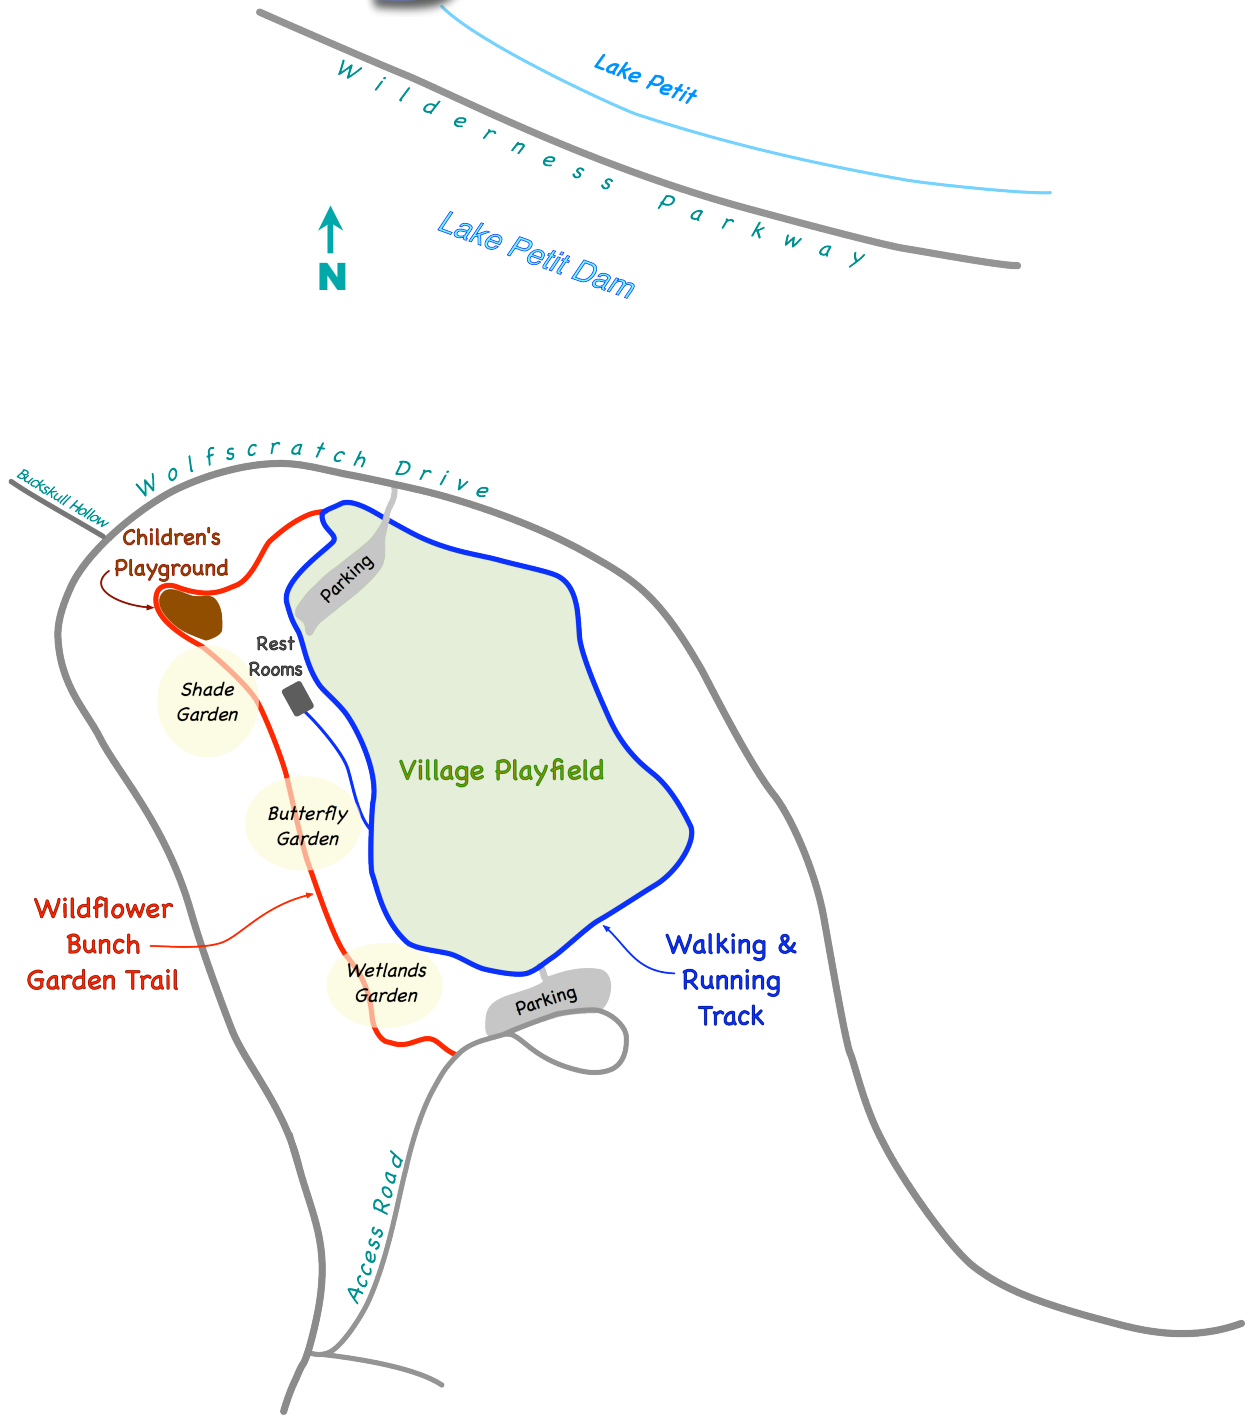 Lake Petit
Wilderness Parkway
Lake Petit Dam
N
Wolfscratch Drive
Buckskull Hollow
Children's
Playground
Parking
Rest
Rooms
Shade
Garden
Village Playfield
Butterfly
Garden
Wildflower
Bunch
Garden Trail
Walking &
Running
Track
Wetlands
Garden
Parking
Access Road